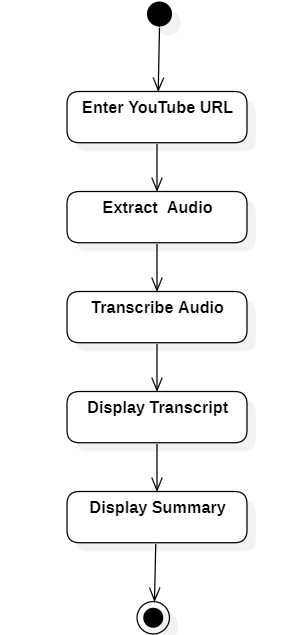 Enter YouTube URL
Extract  Audio
Transcribe Audio
Display Transcript
Display Summary